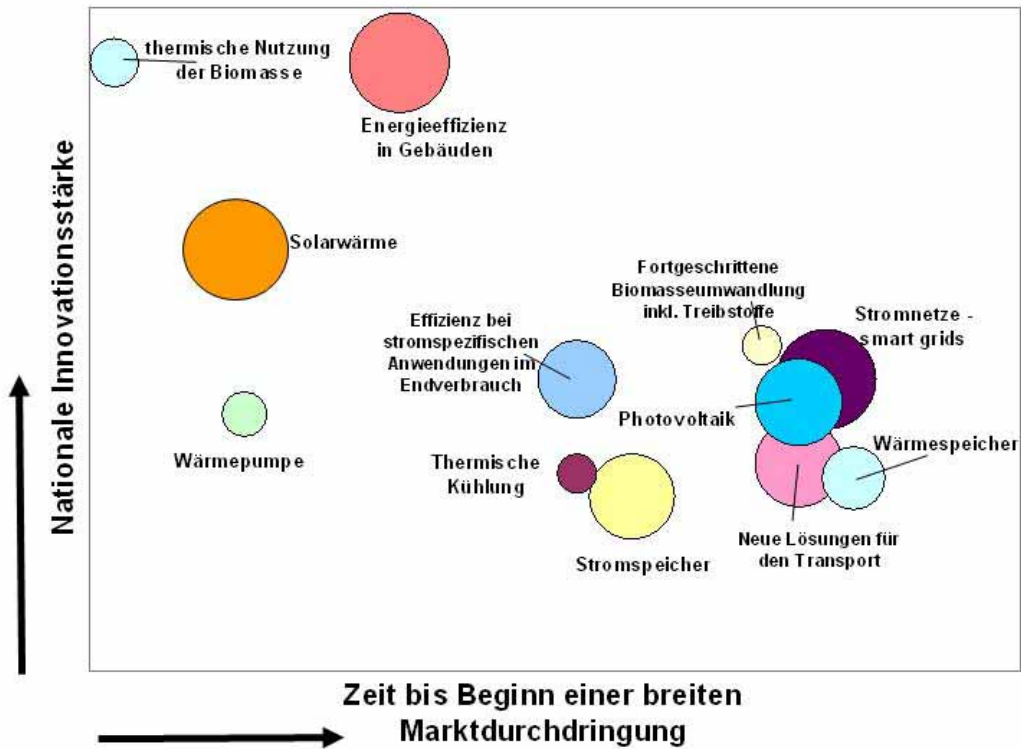 thermische Nutzung
der Biomasse
Energieeffizienz
in Gebäuden
Solarwärme
Fortgeschrittene
Biomasseumwandlung
inkl. Treibstoffe
Stromnetze -
smart grids
Effizienz bei
stromspezifischen
Anwendungen im
Endverbrauch
Photovoltaik
Wärmepumpe
Thermische
Kühlung
Wärmespeicher
Stromspeicher
Neue Lösungen für
den Transport
Nationale Innovationsstärke
Zeit bis Beginn einer breiten
Marktdurchdringung